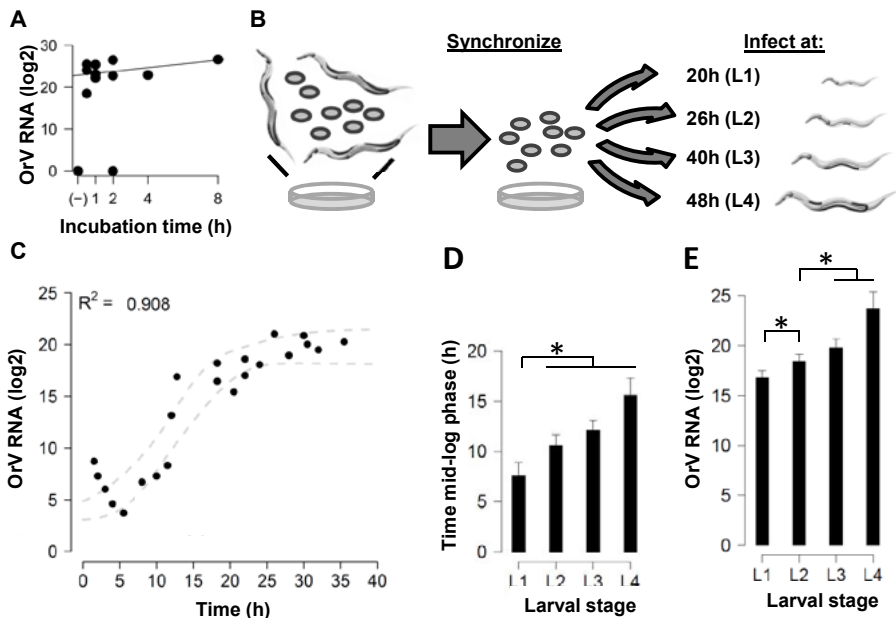 A
OrV RNA (log2)
30
20
10
0
(−) 1 2 4 8
Incubation time (h)
B
Synchronize
Infect at:
20h (L1)
26h (L2)
40h (L3)
48h (L4)
C
R² = 0.908
OrV RNA (log2)
25
20
15
10
5
0
0 5 10 15 20 25 30 35 40
Time (h)
D
*
Time mid-log phase (h)
20
15
10
5
0
L1 L2 L3 L4
Larval stage
E
*
*
OrV RNA (log2)
25
20
15
10
5
0
L1 L2 L3 L4
Larval stage